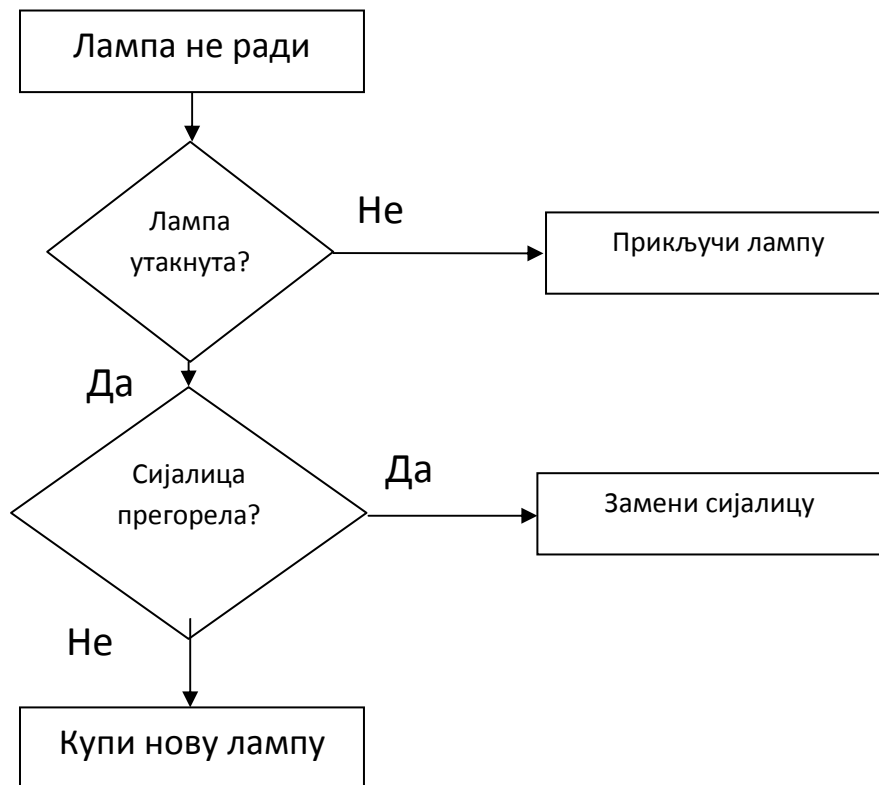 Лампа не ради
Лампа
утакнута?
Не
Прикључи лампу
Да
Сијалица
прегорела?
Да
Замени сијалицу
Не
Купи нову лампу